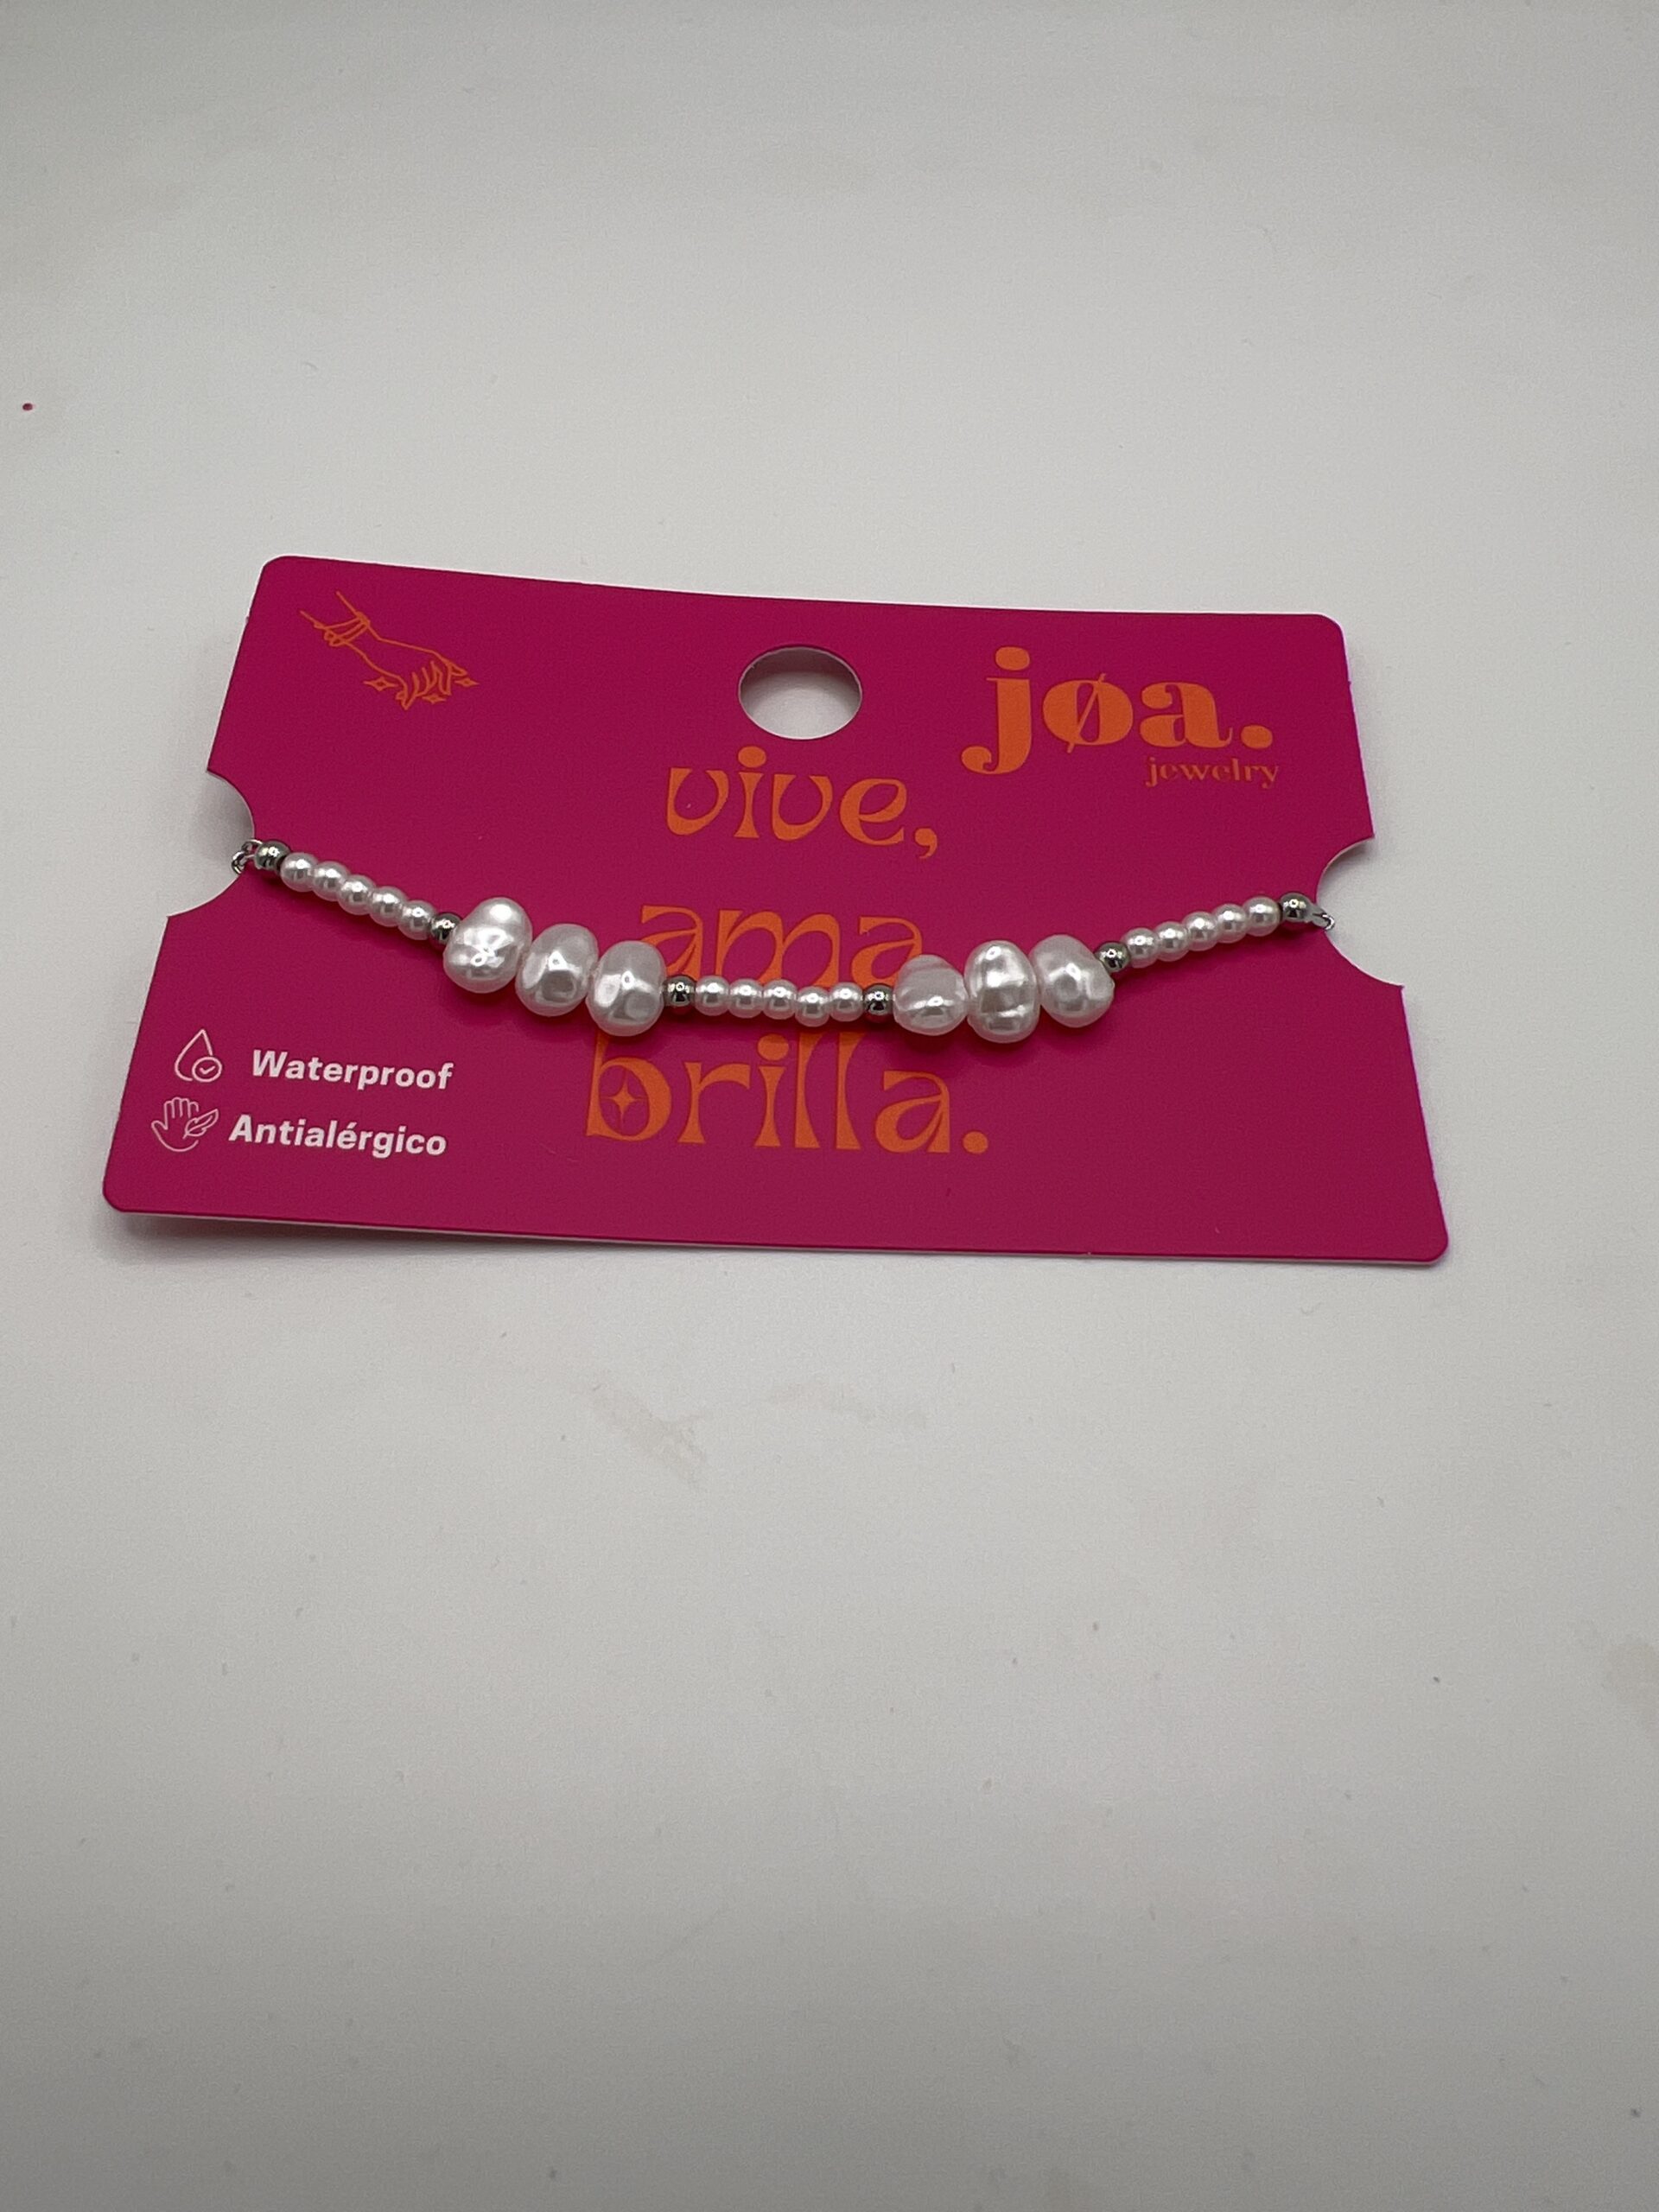 jøa.
jewelry
vive,
ama
brilla.
Waterproof
Antialérgico